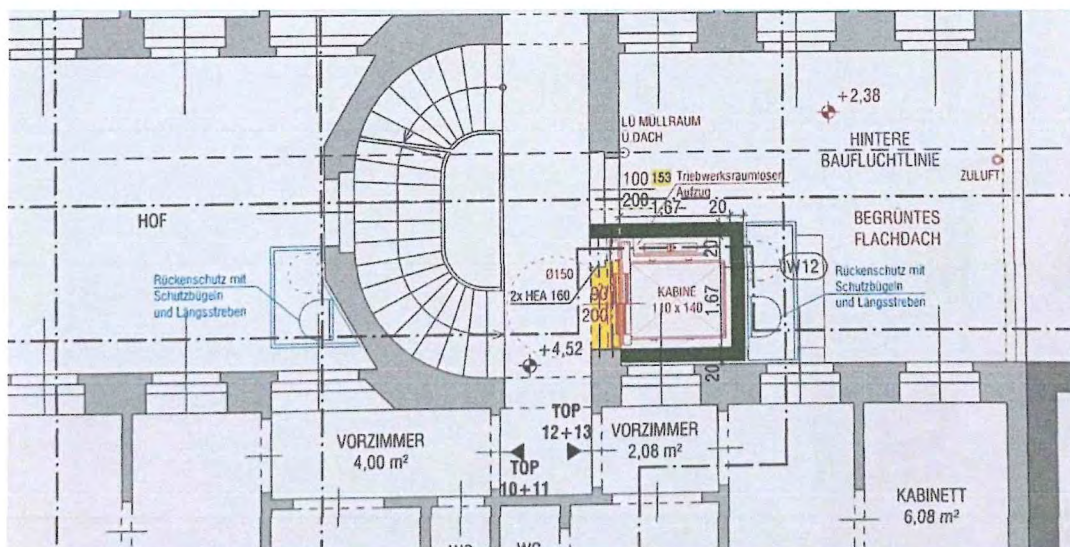 +2,38
LÜ MÜLLRAUM
Ü.DACH
HINTERE
BAUFLUCHTLINIE
ZULUFT
100
200
153 Triebwerksraumloser
Aufzug
1,67
20
HOF
BEGRÜNTES
FLACHDACH
Rückenschutz mit
Schutzbügeln
und Längsstreben
Ø150
2x HEA 160
90
200
20
KABINE
110 x 140
1,67
W12
Rückenschutz mit
Schutzbügeln
und Längsstreben
+4,52
20
VORZIMMER
4,00 m²
TOP
10+11
TOP
12+13
VORZIMMER
2,08 m²
KABINETT
6,08 m²